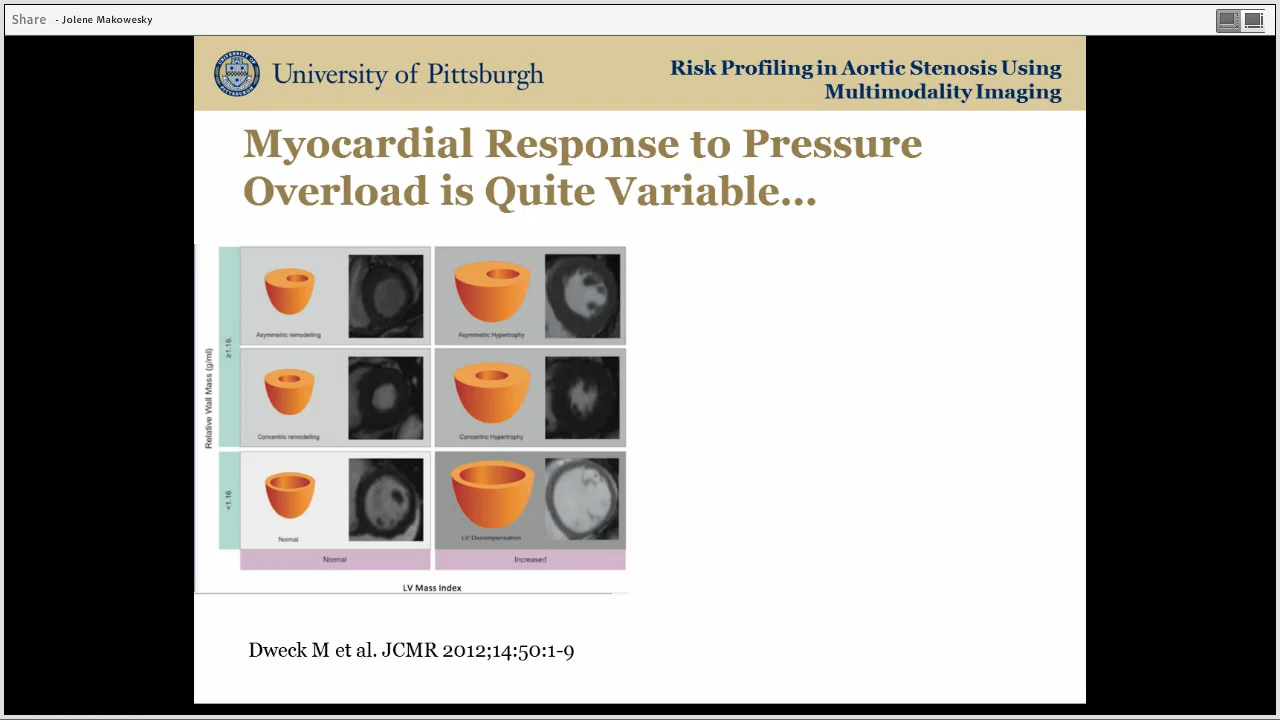 Share - Jolene Makowesky
University of Pittsburgh
Risk Profiling in Aortic Stenosis Using
Multimodality Imaging
Myocardial Response to Pressure
Overload is Quite Variable...
Relative Wall Mass (g/ml)
≥1.16.
<1.16
Asymmetric remodelling
Asymmetric Hypertrophy
Concentric remodelling
Concentric Hypertrophy
Normal
LV Decompensation
Normal
Increased
LV Mass Index
Dweck M et al. JCMR 2012;14:50:1-9